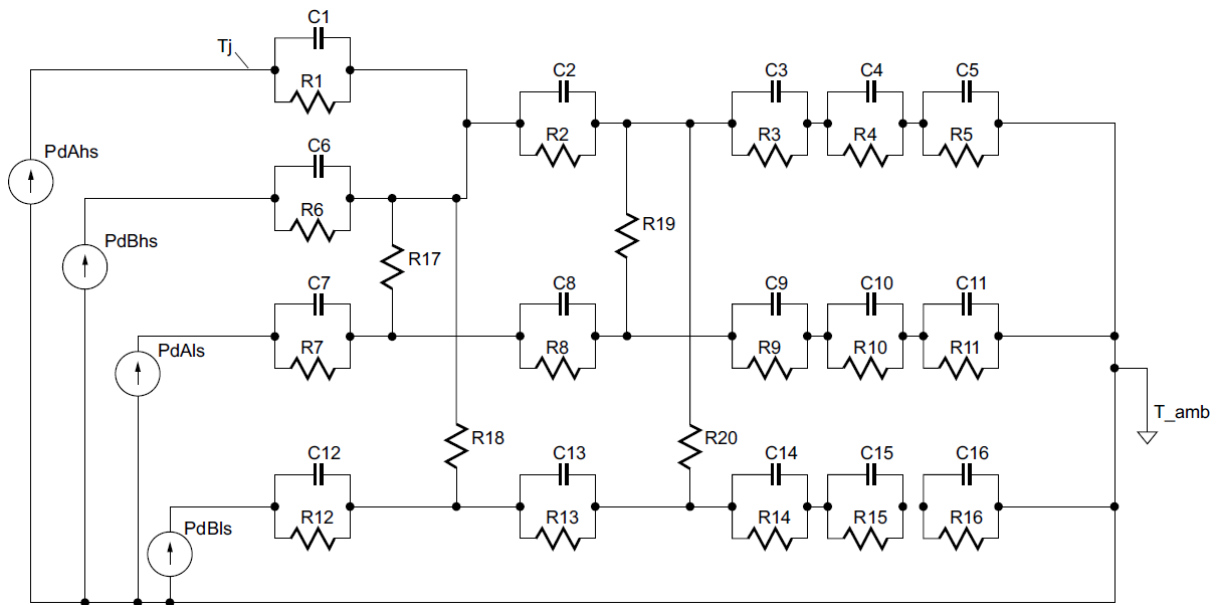 C1
Tj
R1
C2
C3
C4
C5
R2
R3
R4
R5
PdAhs
C6
R6
R19
PdBhs
R17
C7
C8
C9
C10
C11
PdAls
R7
R8
R9
R10
R11
T_amb
R18
R20
C12
C13
C14
C15
C16
R12
R13
R14
R15
R16
PdBls